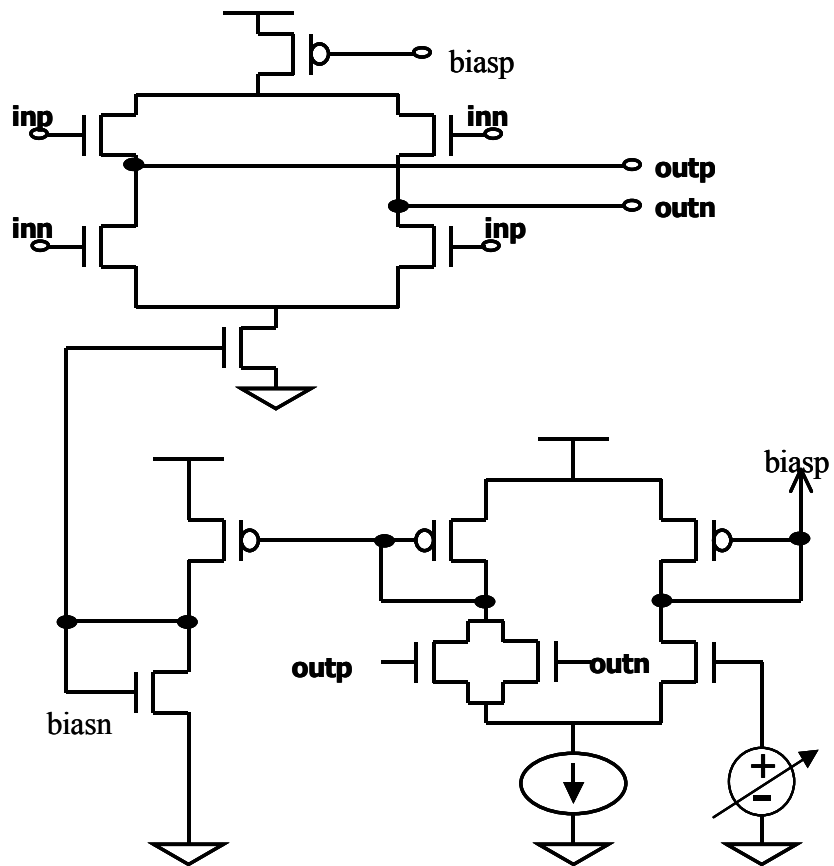 biasp
inp
inn
outp
outn
inn
inp
biasp
outp
outn
biasn
+
-